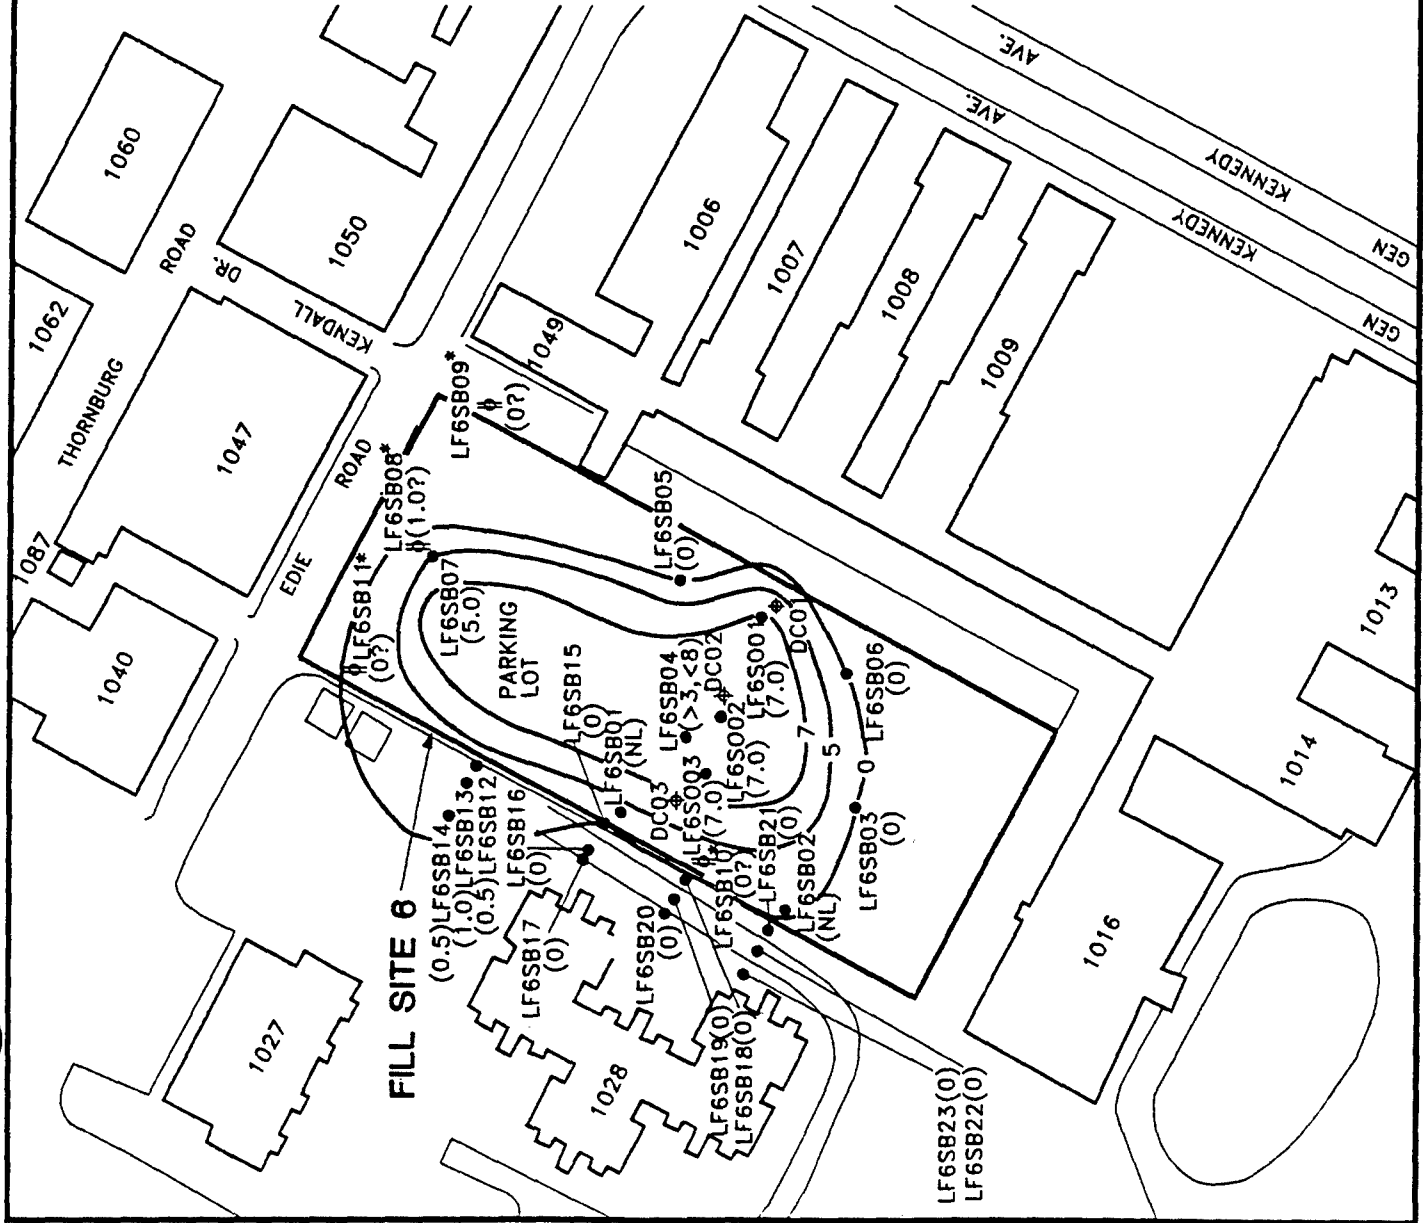 1060
ROAD
1062
THORNBURG
1087
1047
1050
KENDALL
DR.
EDIE
ROAD
1040
1049
1006
1007
1008
1009
AVE.
AVE.
KENNEDY
KENNEDY
GEN
GEN
1013
1014
1016
1027
1028
FILL SITE 6
PARKING
LOT
LF6SB09*
(0?)
LF6SB08*
(1.0?)
LF6SB11*
(0?)
LF6SB07
(5.0)
LF6SB05
(0)
LF6SB15
(0)
LF6SB01
(NL)
LF6SB04
(>3,<8)
DC02
LF6SO01
(7.0)
DC01
LF6SO02
(7.0)
DC03
LF6SO03
(7.0)
LF6SB06
(0)
7
5
0
LF6SB03
(0)
LF6SB21
(0)
LF6SB02
(NL)
LF6SB10*
(0?)
(0.5)LF6SB14
(1.0)LF6SB13
(0.5)LF6SB12
LF6SB16
(0)
LF6SB17
(0)
LF6SB20
(0)
LF6SB19(0)
LF6SB18(0)
LF6SB23(0)
LF6SB22(0)